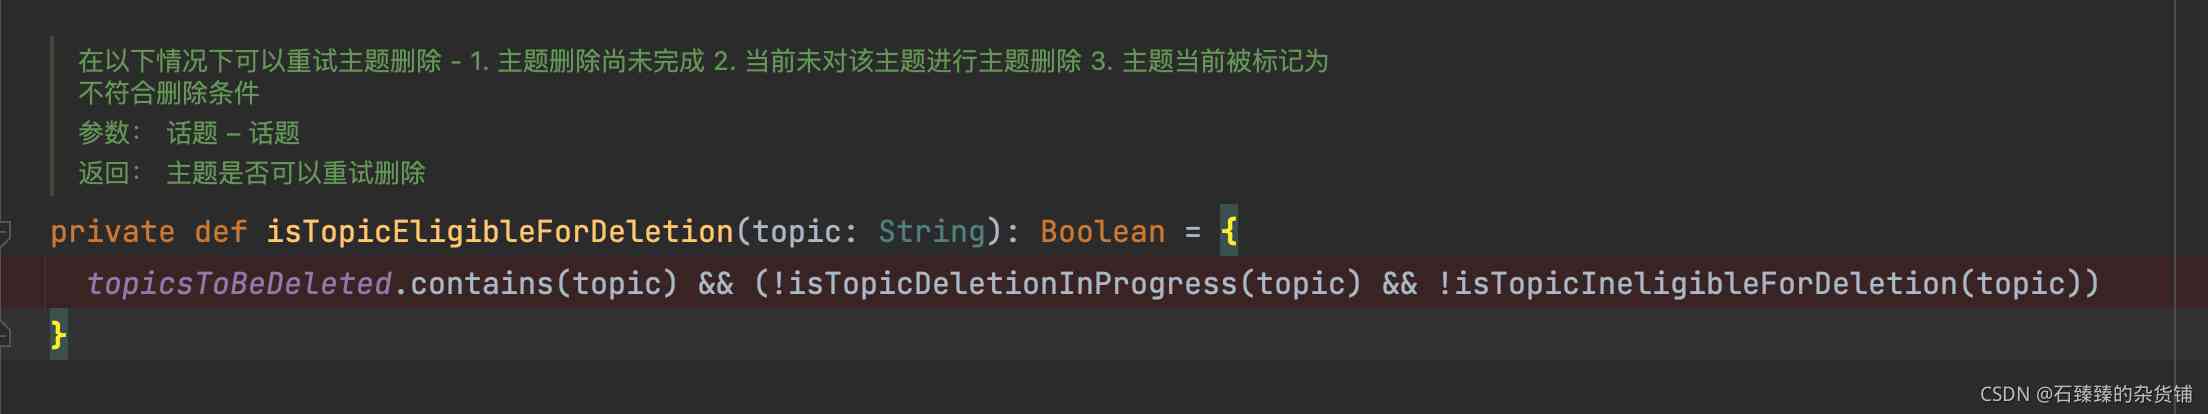 在以下情况下可以重试主题删除 - 1. 主题删除尚未完成 2. 当前未对该主题进行主题删除 3. 主题当前被标记为
不符合删除条件
参数： 话题 – 话题
返回： 主题是否可以重试删除
private def isTopicEligibleForDeletion(topic: String): Boolean = {
topicsToBeDeleted.contains(topic) && (!isTopicDeletionInProgress(topic) && !isTopicIneligibleForDeletion(topic))
}
CSDN @石臻臻的杂货铺